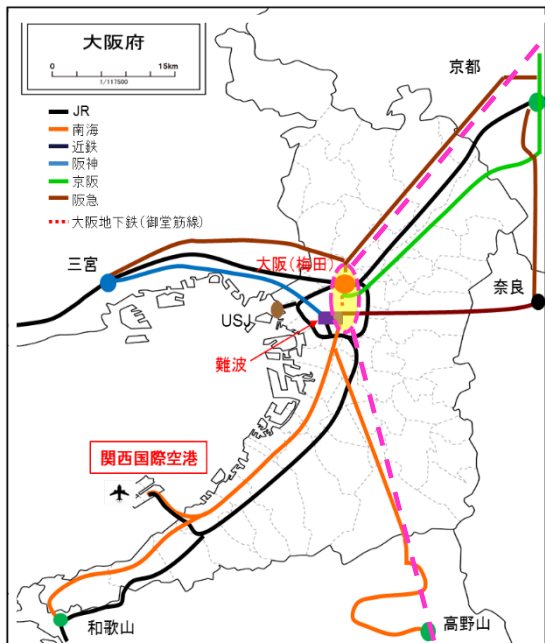 大阪府
0 15km
1/117500
JR
南海
近鉄
阪神
京阪
阪急
大阪地下鉄(御堂筋線)
京都
三宮
大阪(梅田)
奈良
USJ
難波
関西国際空港
和歌山
高野山